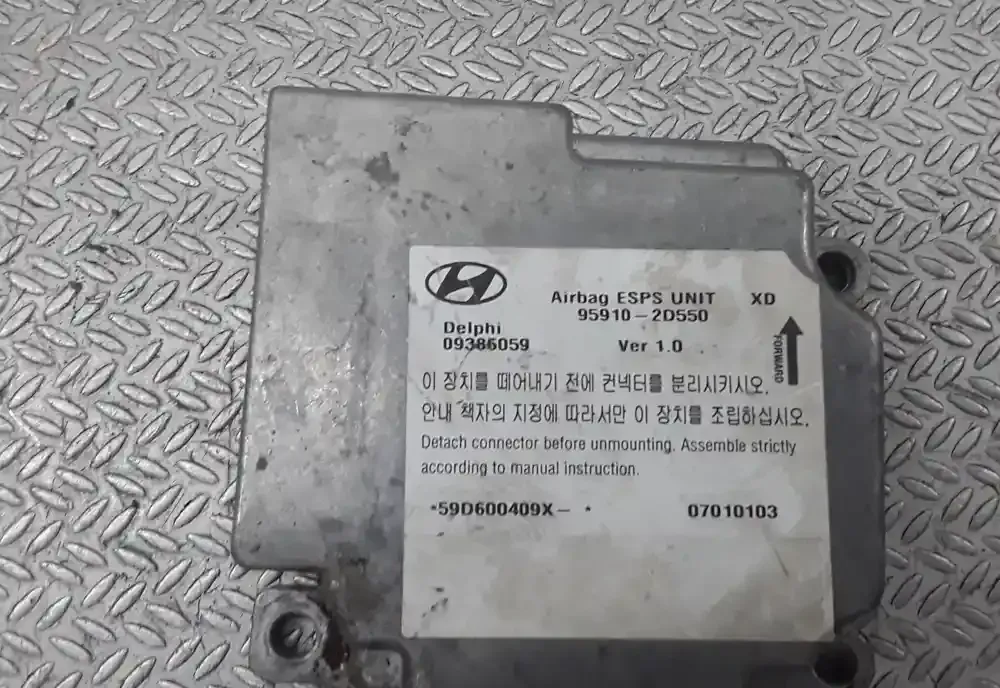 Airbag ESPS UNIT XD
95910-2D550
Delphi
09386059 Ver 1.0
FORWARD
이 장치를 떼어내기 전에 컨넥터를 분리시키시오.
안내 책자의 지정에 따라서만 이 장치를 조립하십시오.
Detach connector before unmounting. Assemble strictly
according to manual instruction.
*59D600409X- * 07010103